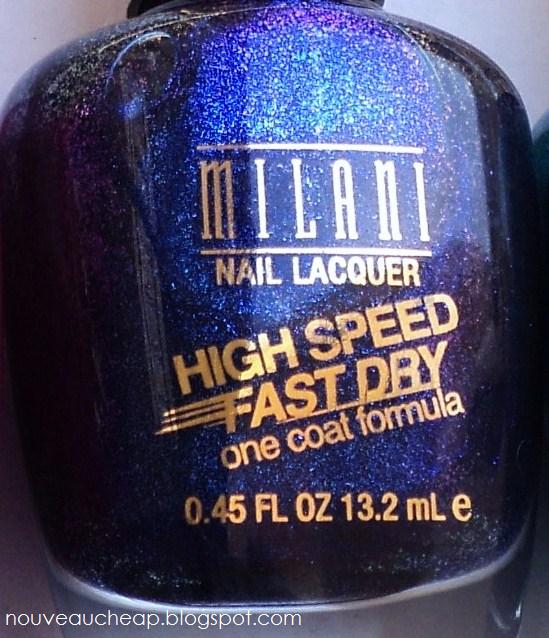 MILANI
NAIL LACQUER
HIGH SPEED
FAST DRY
one coat formula
0.45 FL OZ 13.2 mL e
nouveaucheap.blogspot.com